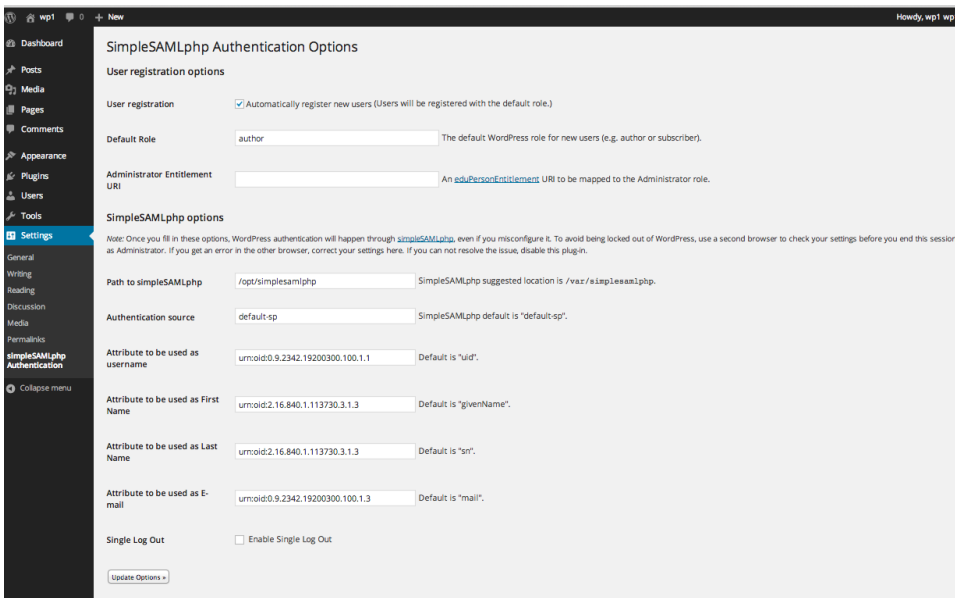 wp1 0 + New Howdy, wp1 wp
Dashboard
Posts
Media
Pages
Comments
Appearance
Plugins
Users
Tools
Settings
General
Writing
Reading
Discussion
Media
Permalinks
simpleSAMLphp
Authentication
Collapse menu
SimpleSAMLphp Authentication Options
User registration options
User registration Automatically register new users (Users will be registered with the default role.)
Default Role author The default WordPress role for new users (e.g. author or subscriber).
Administrator Entitlement
URI
An eduPersonEntitlement URI to be mapped to the Administrator role.
SimpleSAMLphp options
Note: Once you fill in these options, WordPress authentication will happen through simpleSAMLphp, even if you misconfigure it. To avoid being locked out of WordPress, use a second browser to check your settings before you end this session
as Administrator. If you get an error in the other browser, correct your settings here. If you can not resolve the issue, disable this plug-in.
Path to simpleSAMLphp /opt/simplesamlphp SimpleSAMLphp suggested location is /var/simplesamlphp.
Authentication source default-sp SimpleSAMLphp default is "default-sp".
Attribute to be used as
username
urn:oid:0.9.2342.19200300.100.1.1 Default is "uid".
Attribute to be used as First
Name
urn:oid:2.16.840.1.113730.3.1.3 Default is "givenName".
Attribute to be used as Last
Name
urn:oid:2.16.840.1.113730.3.1.3 Default is "sn".
Attribute to be used as E-
mail
urn:oid:0.9.2342.19200300.100.1.3 Default is "mail".
Single Log Out Enable Single Log Out
Update Options »